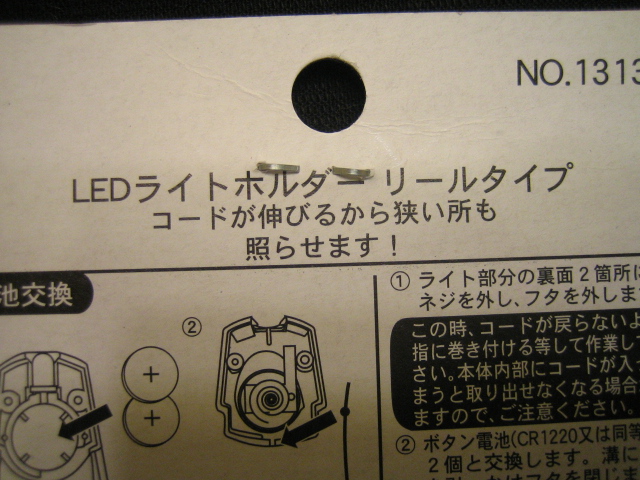 NO.1313
LEDライトホルダー リールタイプ
コードが伸びるから狭い所も
照らせます！
池交換
②
① ライト部分の裏面2箇所に
ネジを外し、フタを外しま
この時、コードが戻らないよ
指に巻き付ける等して作業し
さい。本体内部にコードが入
まうと取り出せなくなる場合
ますので、ご注意ください。
② ボタン電池(CR1220又は同等
2個と交換します。溝に